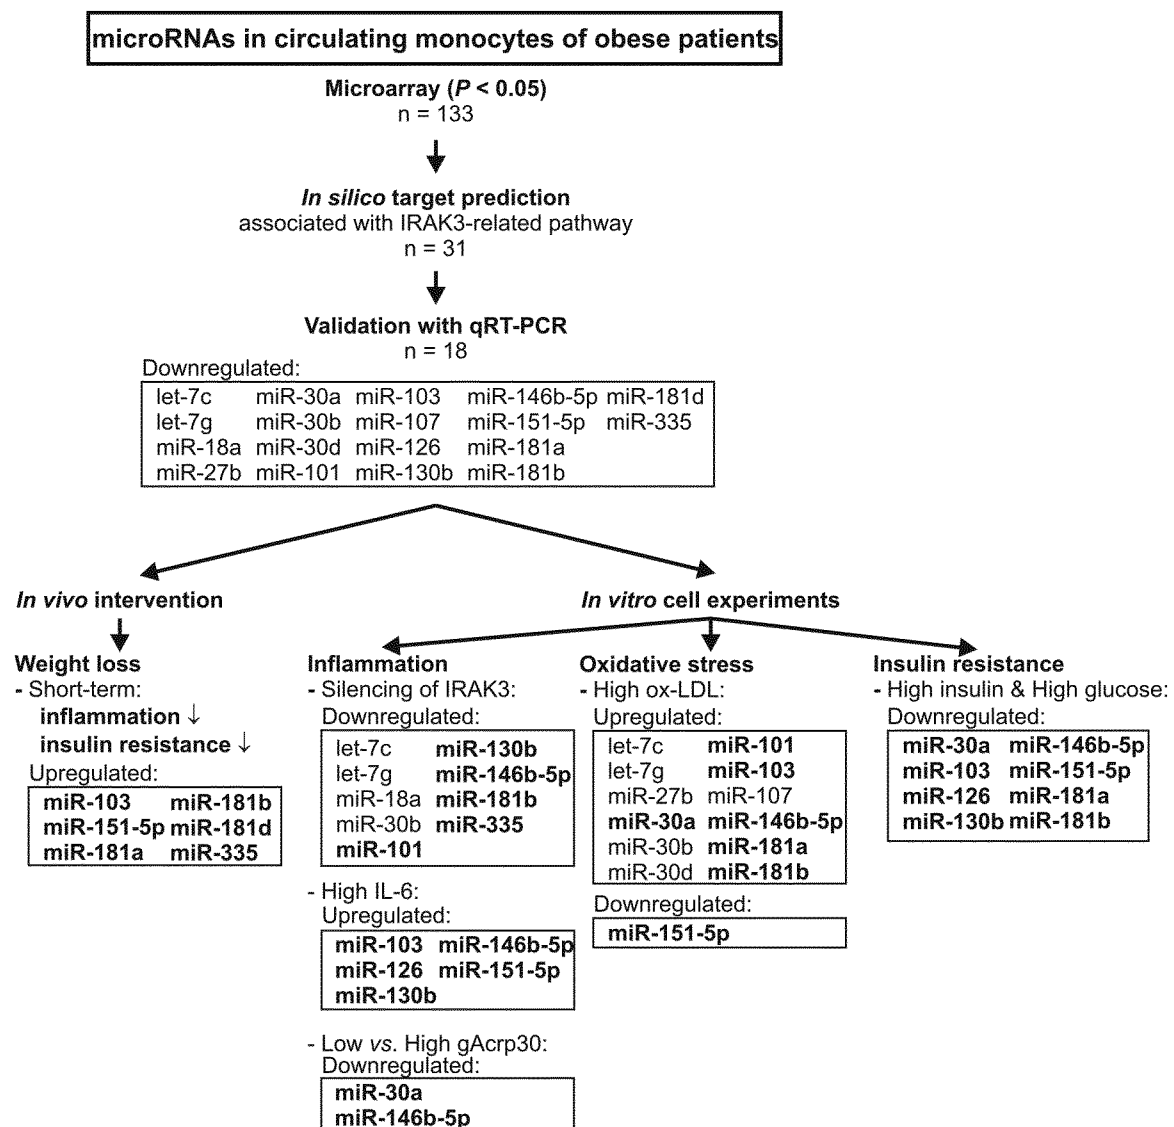 microRNAs in circulating monocytes of obese patients
Microarray (P < 0.05)
n = 133
In silico target prediction
associated with IRAK3-related pathway
n = 31
Validation with qRT-PCR
n = 18
Downregulated:
let-7c miR-30a miR-103 miR-146b-5p miR-181d
let-7g miR-30b miR-107 miR-151-5p miR-335
miR-18a miR-30d miR-126 miR-181a
miR-27b miR-101 miR-130b miR-181b
In vivo intervention
Weight loss
- Short-term:
inflammation ↓
insulin resistance ↓
Upregulated:
miR-103 miR-181b
miR-151-5p miR-181d
miR-181a miR-335
In vitro cell experiments
Inflammation
- Silencing of IRAK3:
Downregulated:
let-7c miR-130b
let-7g miR-146b-5p
miR-18a miR-181b
miR-30b miR-335
miR-101
- High IL-6:
Upregulated:
miR-103 miR-146b-5p
miR-126 miR-151-5p
miR-130b
- Low vs. High gAcrp30:
Downregulated:
miR-30a
miR-146b-5p
Oxidative stress
- High ox-LDL:
Upregulated:
let-7c miR-101
let-7g miR-103
miR-27b miR-107
miR-30a miR-146b-5p
miR-30b miR-181a
miR-30d miR-181b
Downregulated:
miR-151-5p
Insulin resistance
- High insulin & High glucose:
Downregulated:
miR-30a miR-146b-5p
miR-103 miR-151-5p
miR-126 miR-181a
miR-130b miR-181b